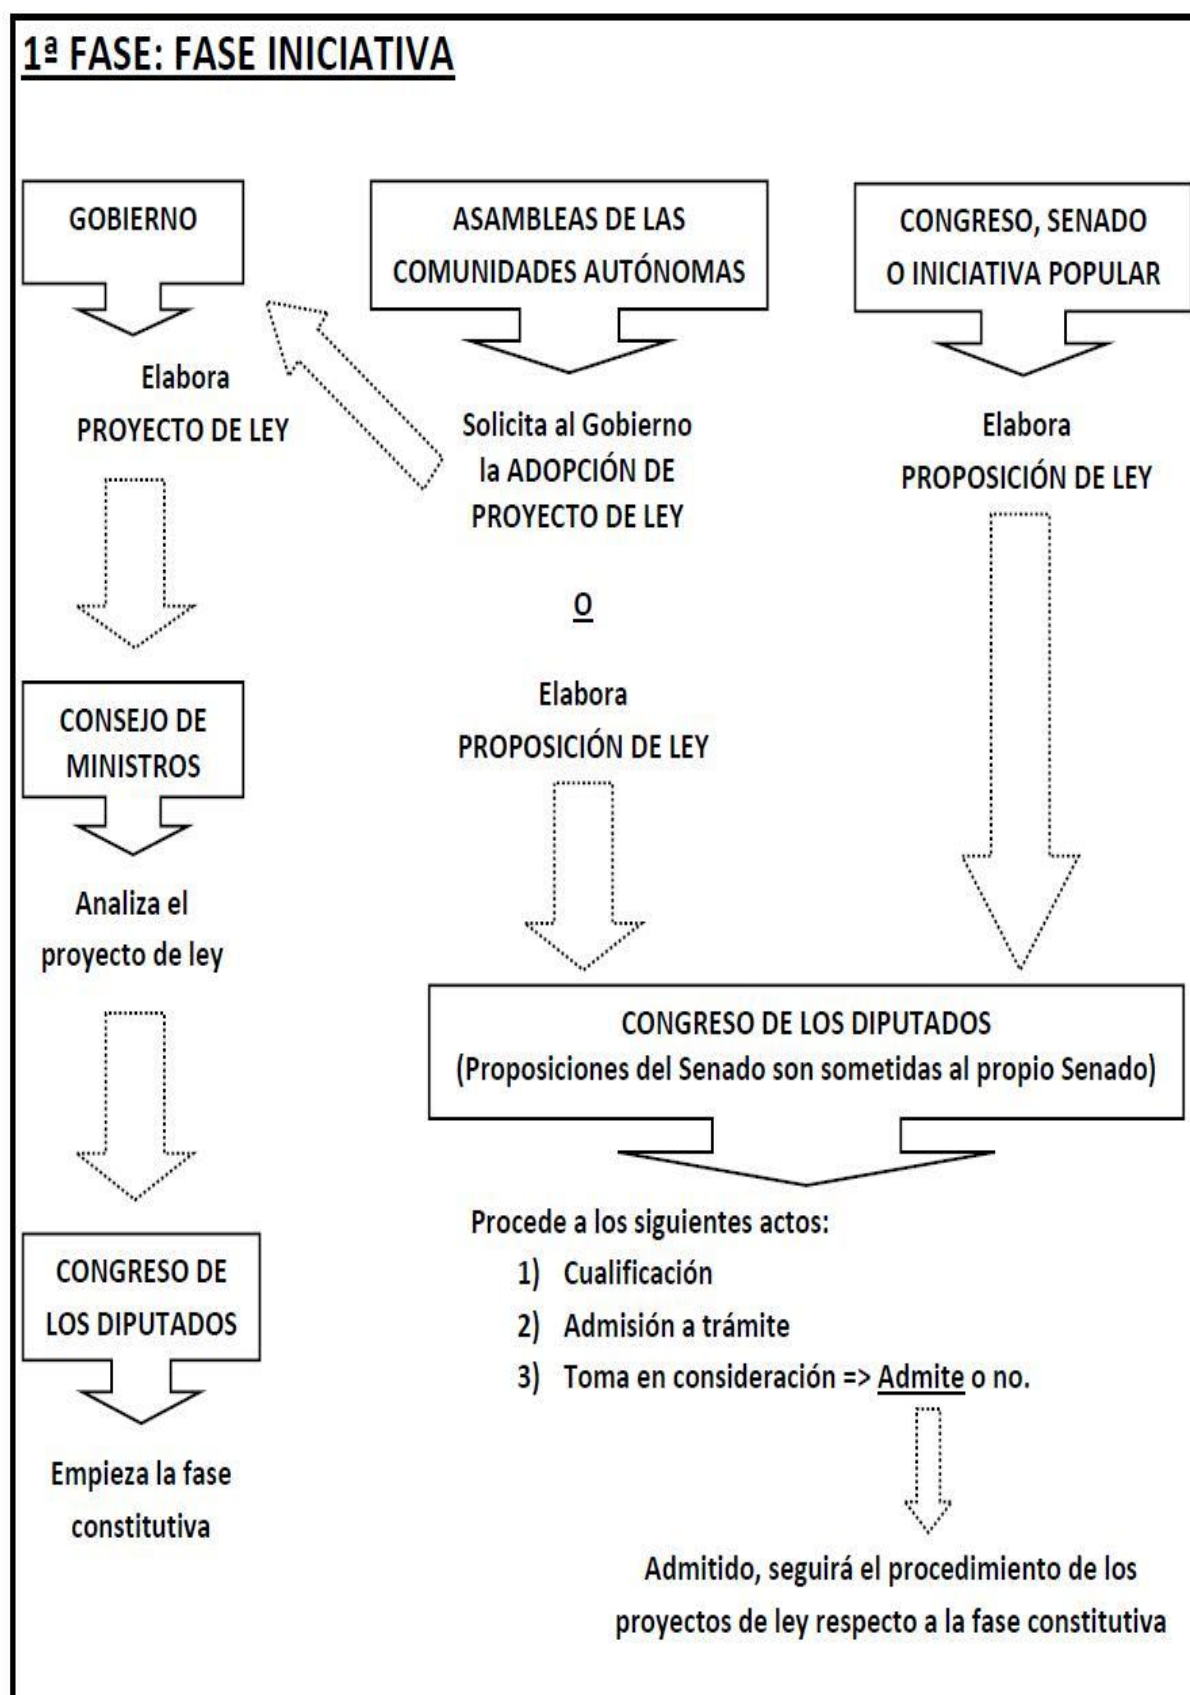 1ª FASE: FASE INICIATIVA
GOBIERNO
Elabora
PROYECTO DE LEY
CONSEJO DE
MINISTROS
Analiza el
proyecto de ley
CONGRESO DE
LOS DIPUTADOS
Empieza la fase
constitutiva
ASAMBLEAS DE LAS
COMUNIDADES AUTÓNOMAS
Solicita al Gobierno
la ADOPCIÓN DE
PROYECTO DE LEY
O
Elabora
PROPOSICIÓN DE LEY
CONGRESO, SENADO
O INICIATIVA POPULAR
Elabora
PROPOSICIÓN DE LEY
CONGRESO DE LOS DIPUTADOS
(Proposiciones del Senado son sometidas al propio Senado)
Procede a los siguientes actos:
1) Cualificación
2) Admisión a trámite
3) Toma en consideración => Admite o no.
Admitido, seguirá el procedimiento de los
proyectos de ley respecto a la fase constitutiva